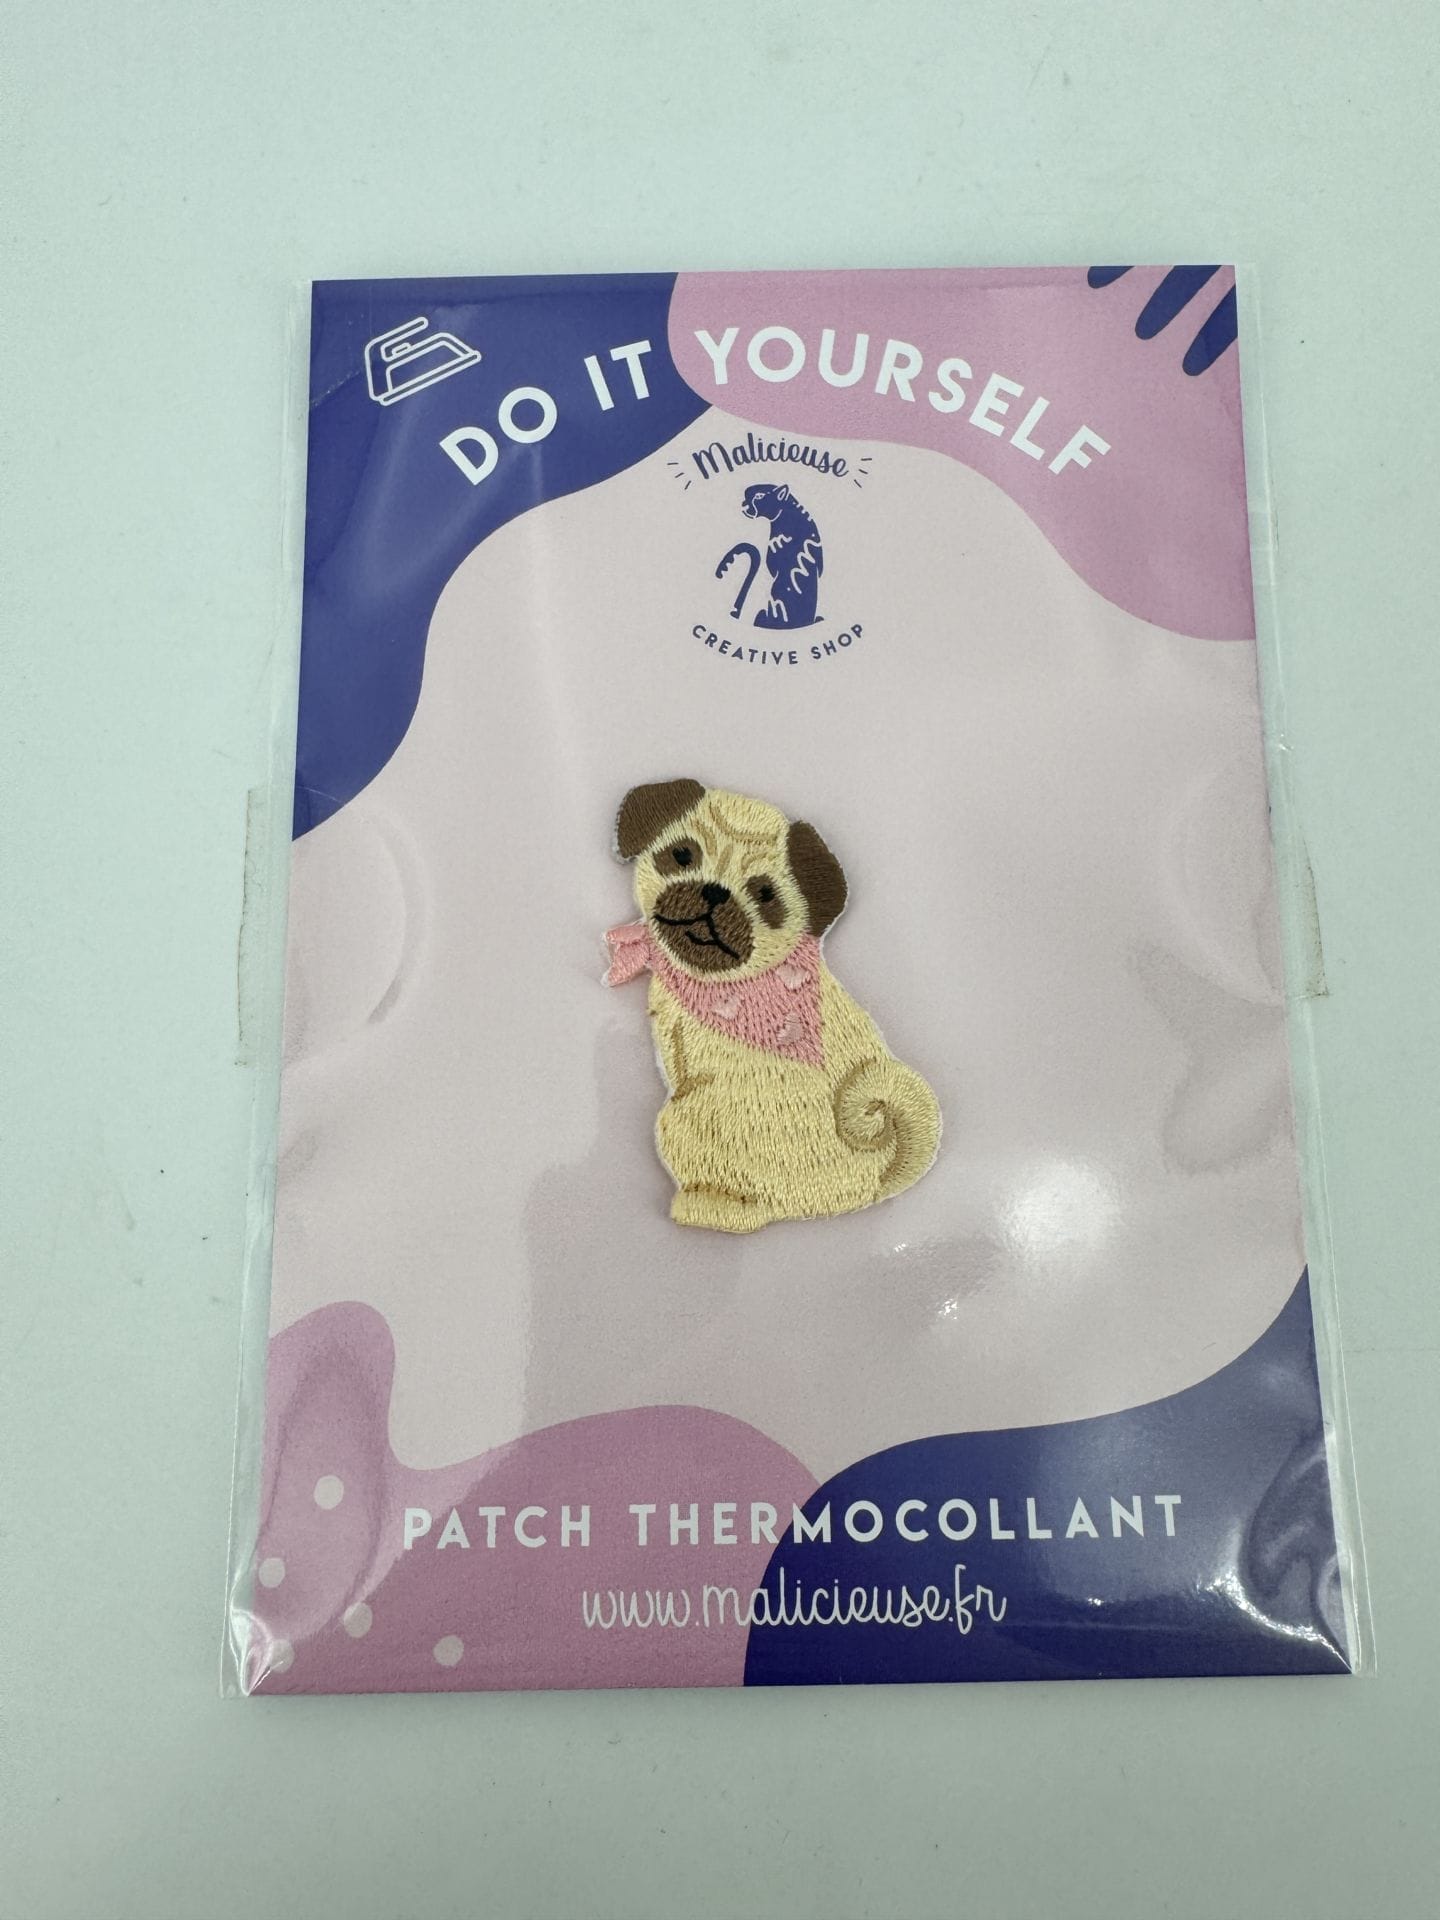 DO IT YOURSELF
Malicieuse
CREATIVE SHOP
PATCH THERMOCOLLANT
www.malicieuse.fr